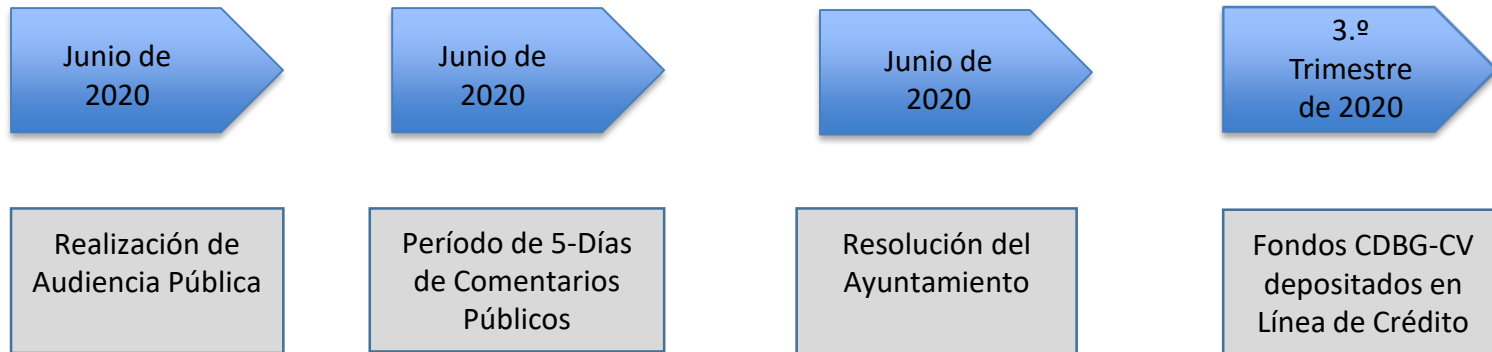 Junio de
2020
Junio de
2020
Junio de
2020
3.º
Trimestre
de 2020
Realización de
Audiencia Pública
Período de 5-Días
de Comentarios
Públicos
Resolución del
Ayuntamiento
Fondos CDBG-CV
depositados en
Línea de Crédito